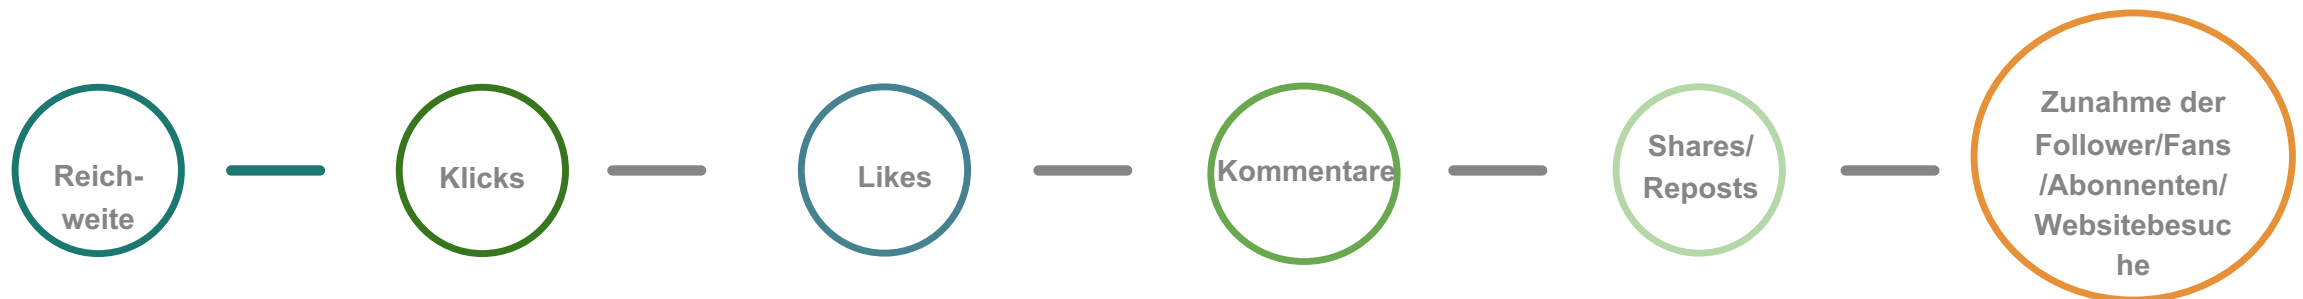 Reich-
weite
Klicks
Likes
Kommentare
Shares/
Reposts
Zunahme der
Follower/Fans
/Abonnenten/
Websitebesuc
he